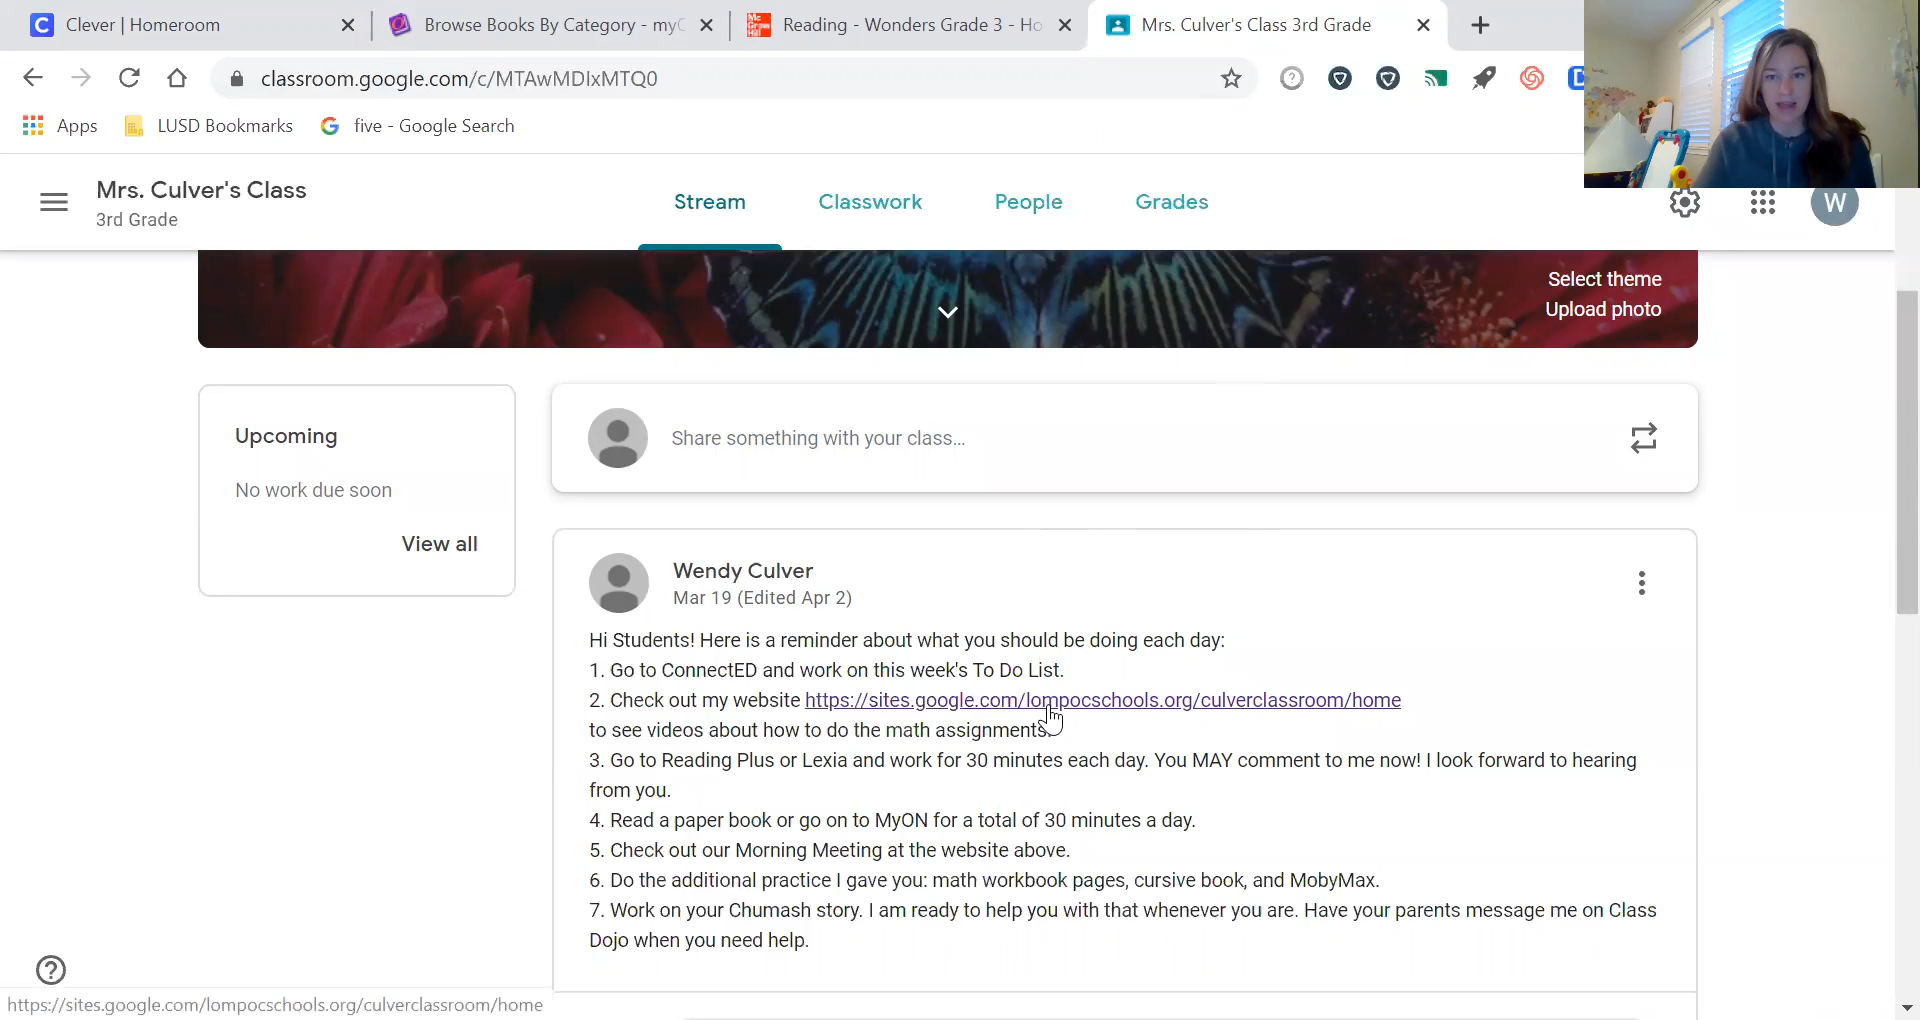 Clever | Homeroom
Browse Books By Category - my
Reading - Wonders Grade 3 - Ho
Mrs. Culver's Class 3rd Grade
classroom.google.com/c/MTAwMDIxMTQ0
Apps
LUSD Bookmarks
five - Google Search
Mrs. Culver's Class
3rd Grade
Stream
Classwork
People
Grades
W
Select theme
Upload photo
Upcoming
No work due soon
View all
Share something with your class...
Wendy Culver
Mar 19 (Edited Apr 2)
Hi Students! Here is a reminder about what you should be doing each day:
1. Go to ConnectED and work on this week's To Do List.
2. Check out my website https://sites.google.com/lompocschools.org/culverclassroom/home
to see videos about how to do the math assignments.
3. Go to Reading Plus or Lexia and work for 30 minutes each day. You MAY comment to me now! I look forward to hearing
from you.
4. Read a paper book or go on to MyON for a total of 30 minutes a day.
5. Check out our Morning Meeting at the website above.
6. Do the additional practice I gave you: math workbook pages, cursive book, and MobyMax.
7. Work on your Chumash story. I am ready to help you with that whenever you are. Have your parents message me on Class
Dojo when you need help.
https://sites.google.com/lompocschools.org/culverclassroom/home